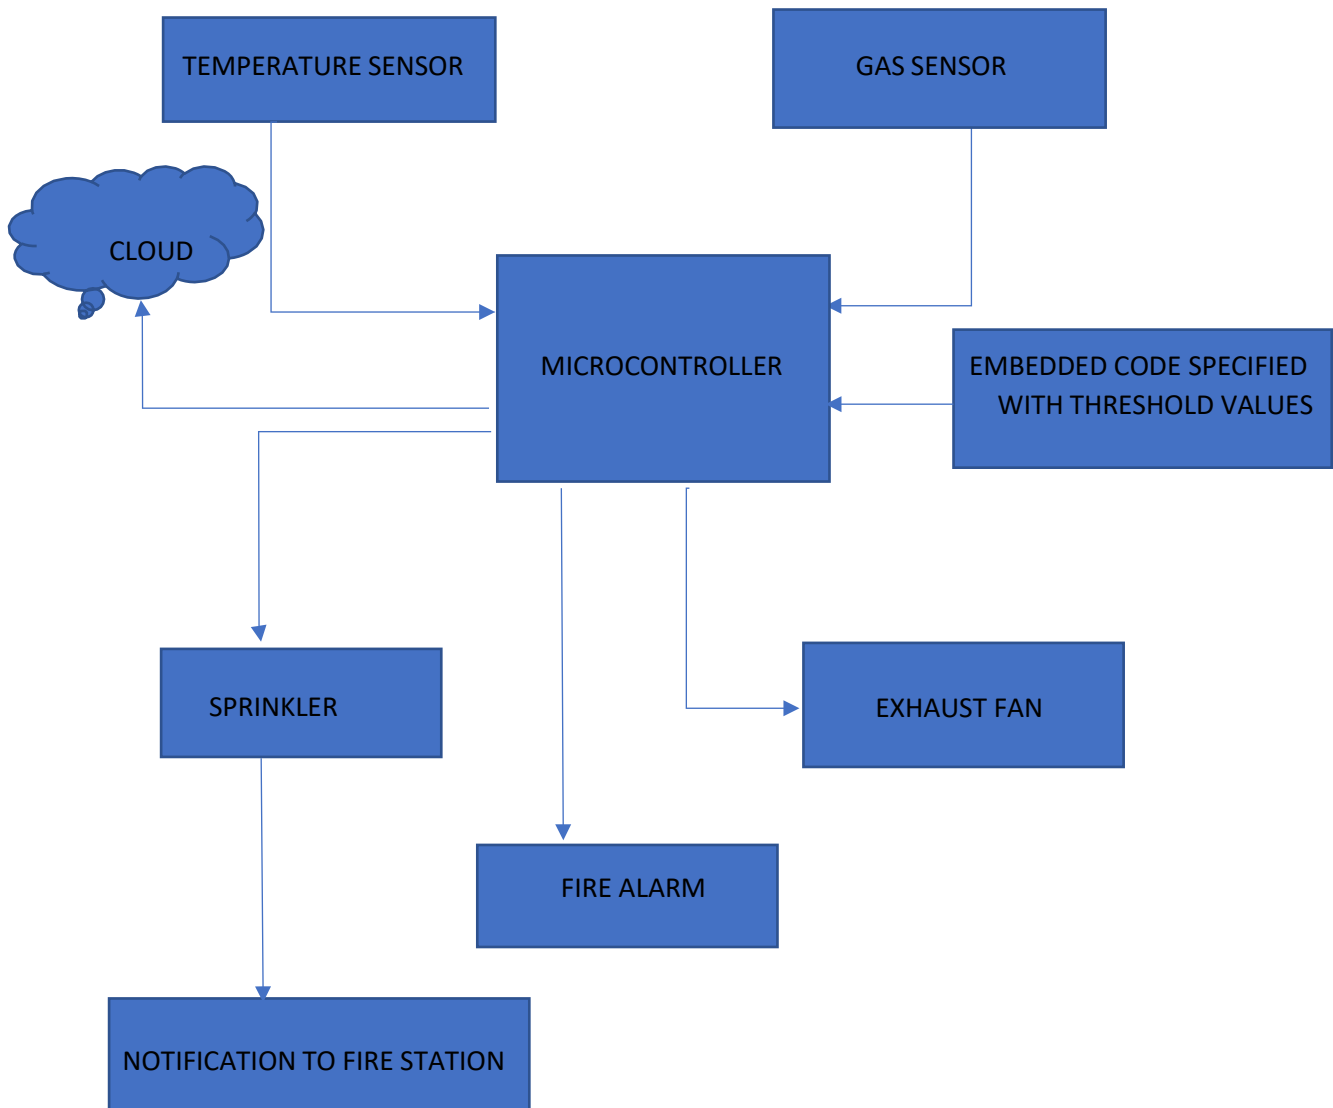 TEMPERATURE SENSOR
GAS SENSOR
CLOUD
MICROCONTROLLER
EMBEDDED CODE SPECIFIED
WITH THRESHOLD VALUES
SPRINKLER
EXHAUST FAN
FIRE ALARM
NOTIFICATION TO FIRE STATION